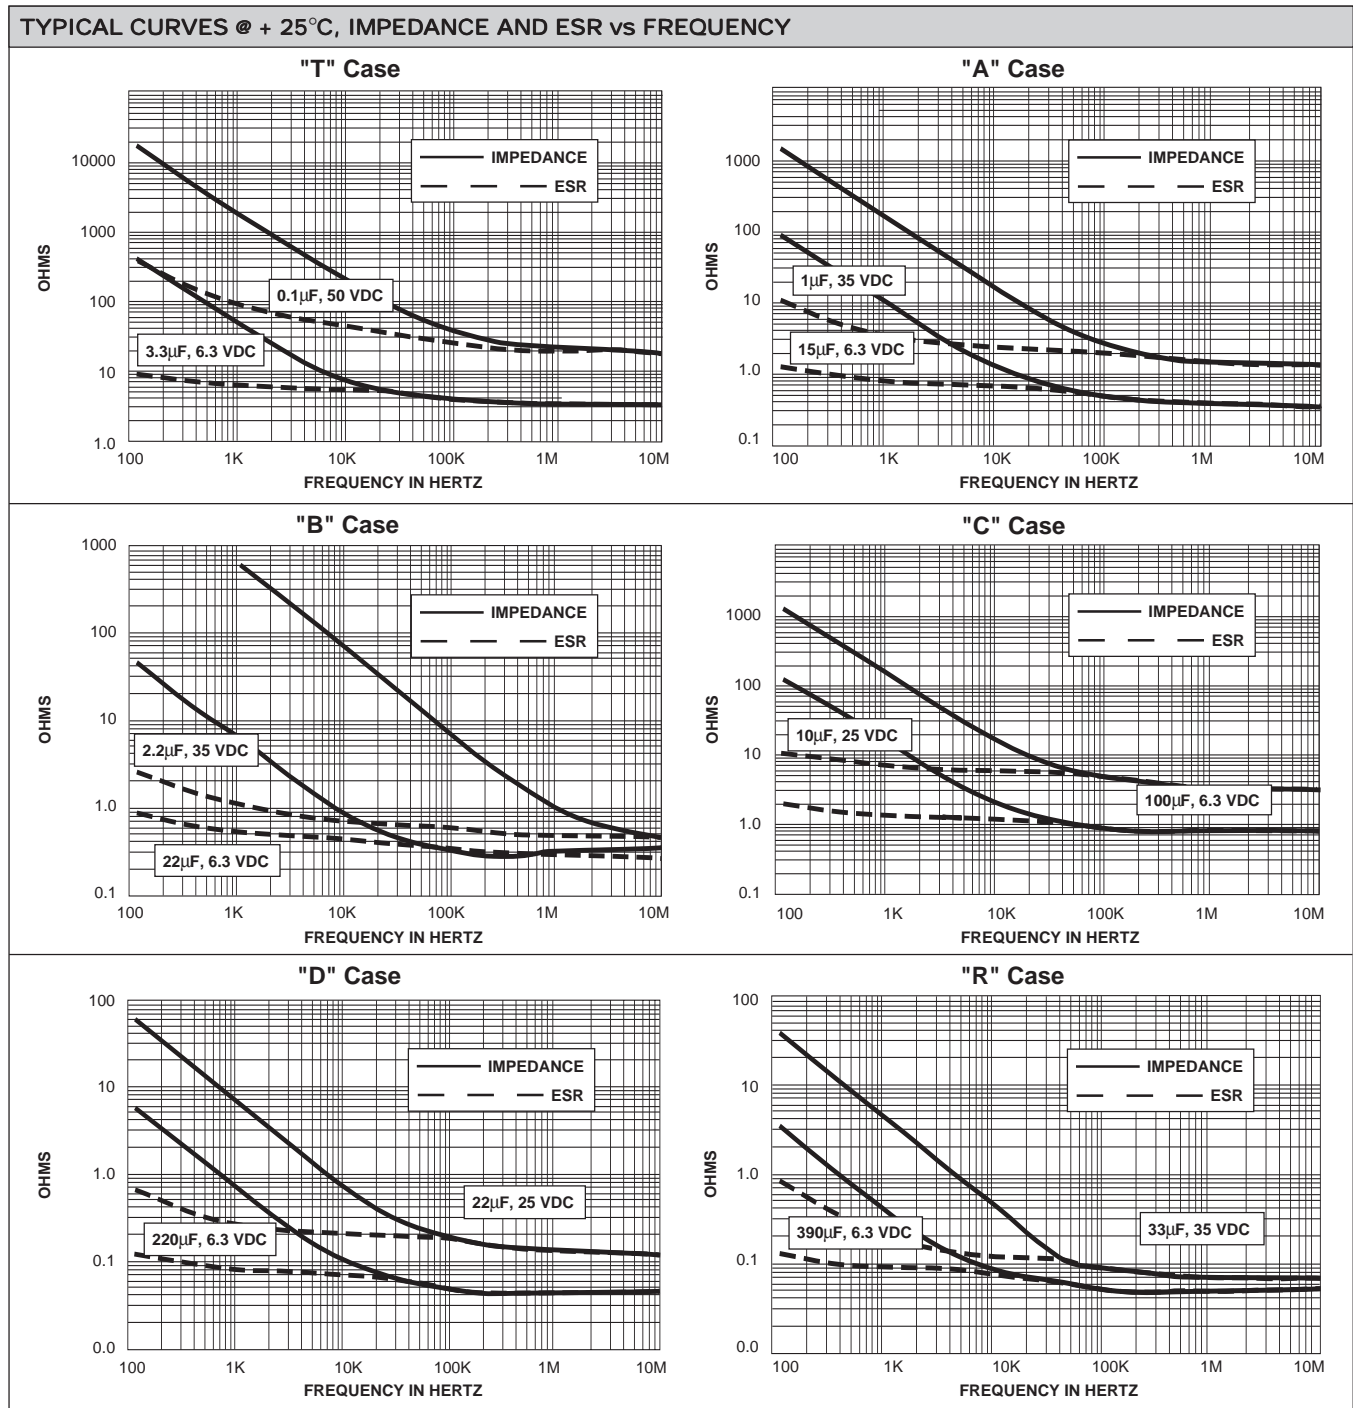 TYPICAL CURVES @ + 25°C, IMPEDANCE AND ESR vs FREQUENCY
"T" Case
OHMS
10000
1000
100
10
1.0
IMPEDANCE
ESR
0.1µF, 50 VDC
3.3µF, 6.3 VDC
100 1K 10K 100K 1M 10M
FREQUENCY IN HERTZ
"A" Case
OHMS
1000
100
10
1.0
0.1
IMPEDANCE
ESR
1µF, 35 VDC
15µF, 6.3 VDC
100 1K 10K 100K 1M 10M
FREQUENCY IN HERTZ
"B" Case
OHMS
1000
100
10
1.0
0.1
IMPEDANCE
ESR
2.2µF, 35 VDC
22µF, 6.3 VDC
100 1K 10K 100K 1M 10M
FREQUENCY IN HERTZ
"C" Case
OHMS
1000
100
10
1.0
0.1
IMPEDANCE
ESR
10µF, 25 VDC
100µF, 6.3 VDC
100 1K 10K 100K 1M 10M
FREQUENCY IN HERTZ
"D" Case
OHMS
100
10
1.0
0.1
0.0
IMPEDANCE
ESR
22µF, 25 VDC
220µF, 6.3 VDC
100 1K 10K 100K 1M 10M
FREQUENCY IN HERTZ
"R" Case
OHMS
100
10
1.0
0.1
0.0
IMPEDANCE
ESR
390µF, 6.3 VDC
33µF, 35 VDC
100 1K 10K 100K 1M 10M
FREQUENCY IN HERTZ